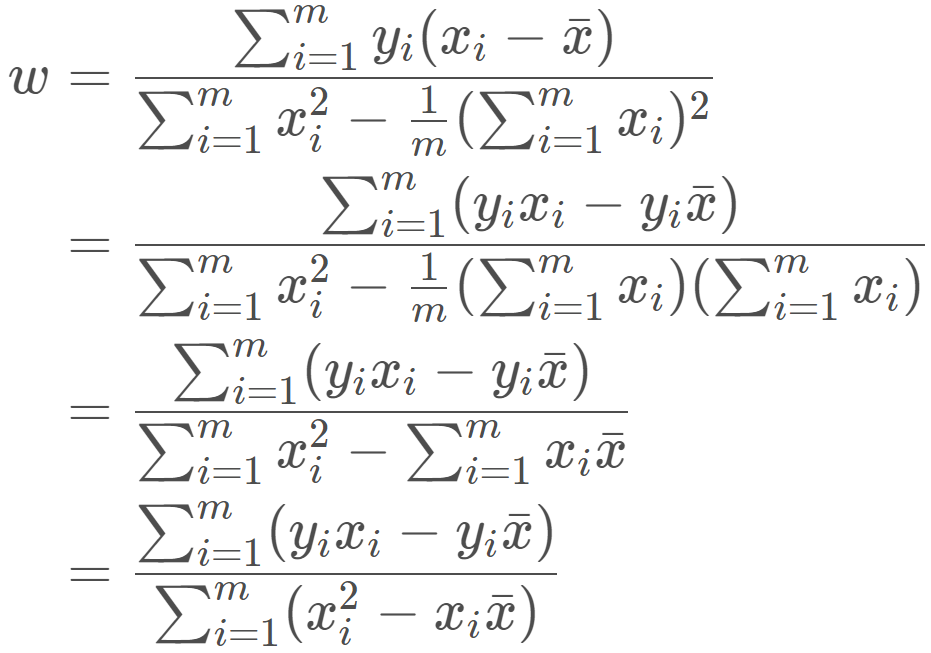 w = \frac{\sum_{i=1}^{m} y_i(x_i - \bar{x})}{\sum_{i=1}^{m} x_i^2 - \frac{1}{m}(\sum_{i=1}^{m} x_i)^2}
= \frac{\sum_{i=1}^{m} (y_i x_i - y_i \bar{x})}{\sum_{i=1}^{m} x_i^2 - \frac{1}{m}(\sum_{i=1}^{m} x_i)(\sum_{i=1}^{m} x_i)}
= \frac{\sum_{i=1}^{m} (y_i x_i - y_i \bar{x})}{\sum_{i=1}^{m} x_i^2 - \sum_{i=1}^{m} x_i \bar{x}}
= \frac{\sum_{i=1}^{m} (y_i x_i - y_i \bar{x})}{\sum_{i=1}^{m} (x_i^2 - x_i \bar{x})}